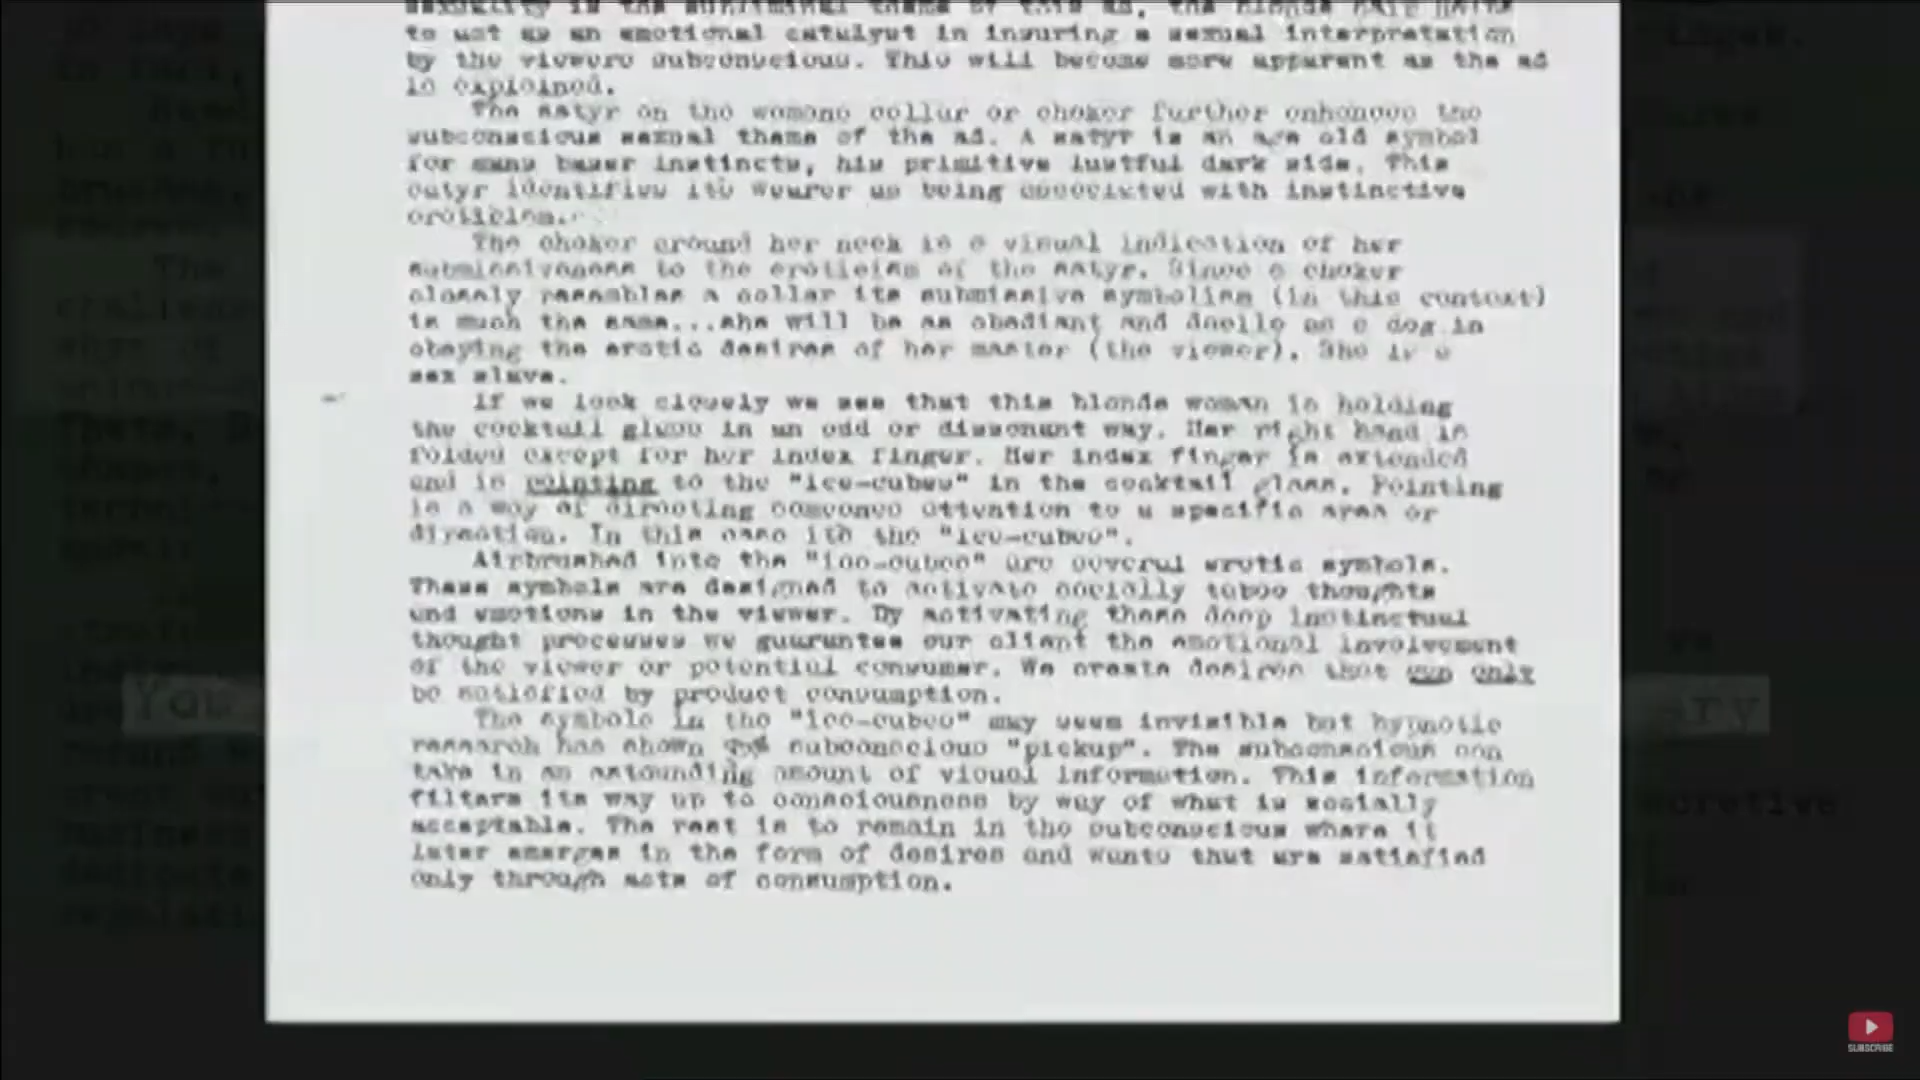 sexuality is the subliminal theme of this ad, the blonde hair
to act as an emotional catalyst in insuring a sexual interpretation
by the viewers subconscious. This will become more apparent as the ad
is explained.
The satyr on the womans collar or choker further enhances the
subconscious sexual theme of the ad. A satyr is an age old symbol
for mans baser instincts, his primitive lustful dark side. This
satyr identifies its wearer as being associated with instinctive
eroticism.
The choker around her neck is a visual indication of her
submissiveness to the eroticism of the satyr. Since a choker
closely resembles a collar its submissive symbolism (in this context)
is much the same...she will be as obediant and docile as a dog in
obeying the erotic desires of her master (the viewer). She is a
sex slave.
If we look closely we see that this blonde woman is holding
the cocktail glass in an odd or dissonant way. Her right hand is
folded except for her index finger. Her index finger is extended
and is pointing to the "ice-cubes" in the cocktail glass. Pointing
is a way of directing someones attention to a specific area or
direction. In this case its the "ice-cubes".
Airbrushed into the "ice-cubes" are several erotic symbols.
These symbols are designed to activate socially taboo thoughts
and emotions in the viewer. By activating these deep instinctual
thought processes we guarantee our client the emotional involvement
of the viewer or potential consumer. We create desires that can only
be satisfied by product consumption.
The symbols in the "ice-cubes" may seem invisible but hypnotic
research has shown subconscious "pickup". The subconscious can
take in an astounding amount of visual information. This information
filters its way up to consciousness by way of what is socially
acceptable. The rest is to remain in the subconscious where it
later emerges in the form of desires and wants that are satisfied
only through acts of consumption.
You
SUBSCRIBE